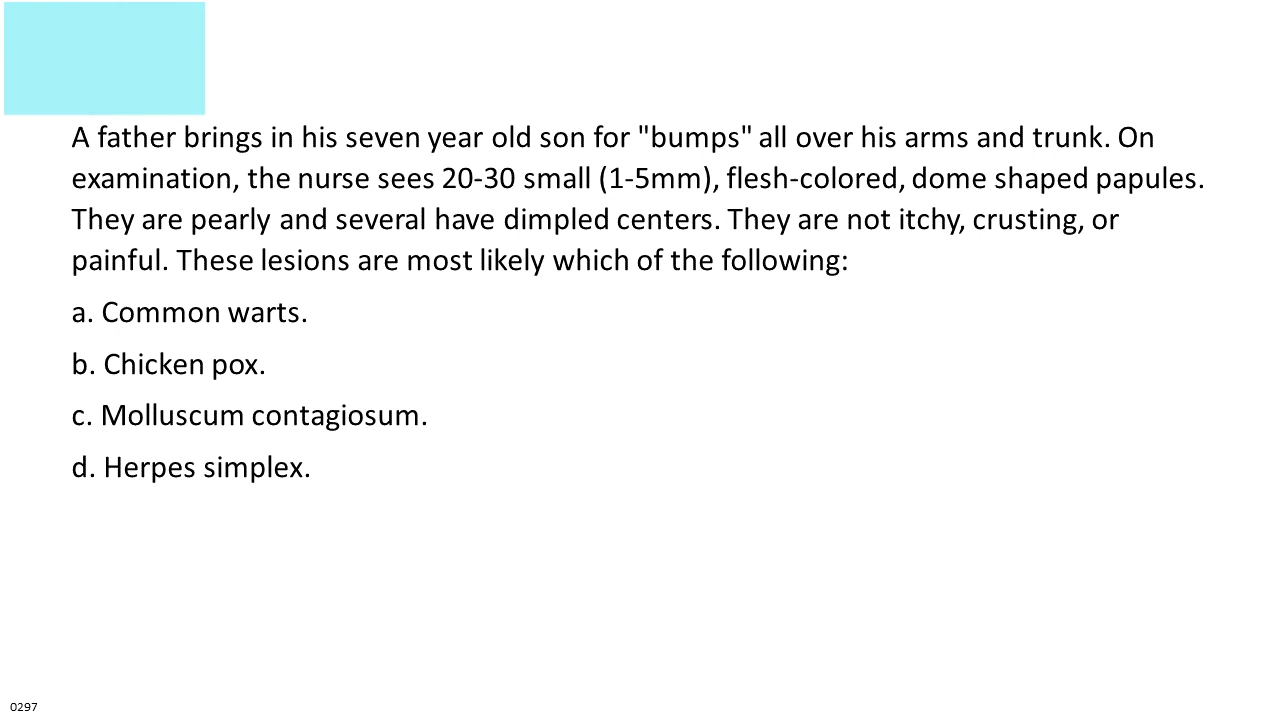 A father brings in his seven year old son for "bumps" all over his arms and trunk. On
examination, the nurse sees 20-30 small (1-5mm), flesh-colored, dome shaped papules.
They are pearly and several have dimpled centers. They are not itchy, crusting, or
painful. These lesions are most likely which of the following:
a. Common warts.
b. Chicken pox.
c. Molluscum contagiosum.
d. Herpes simplex.
0297